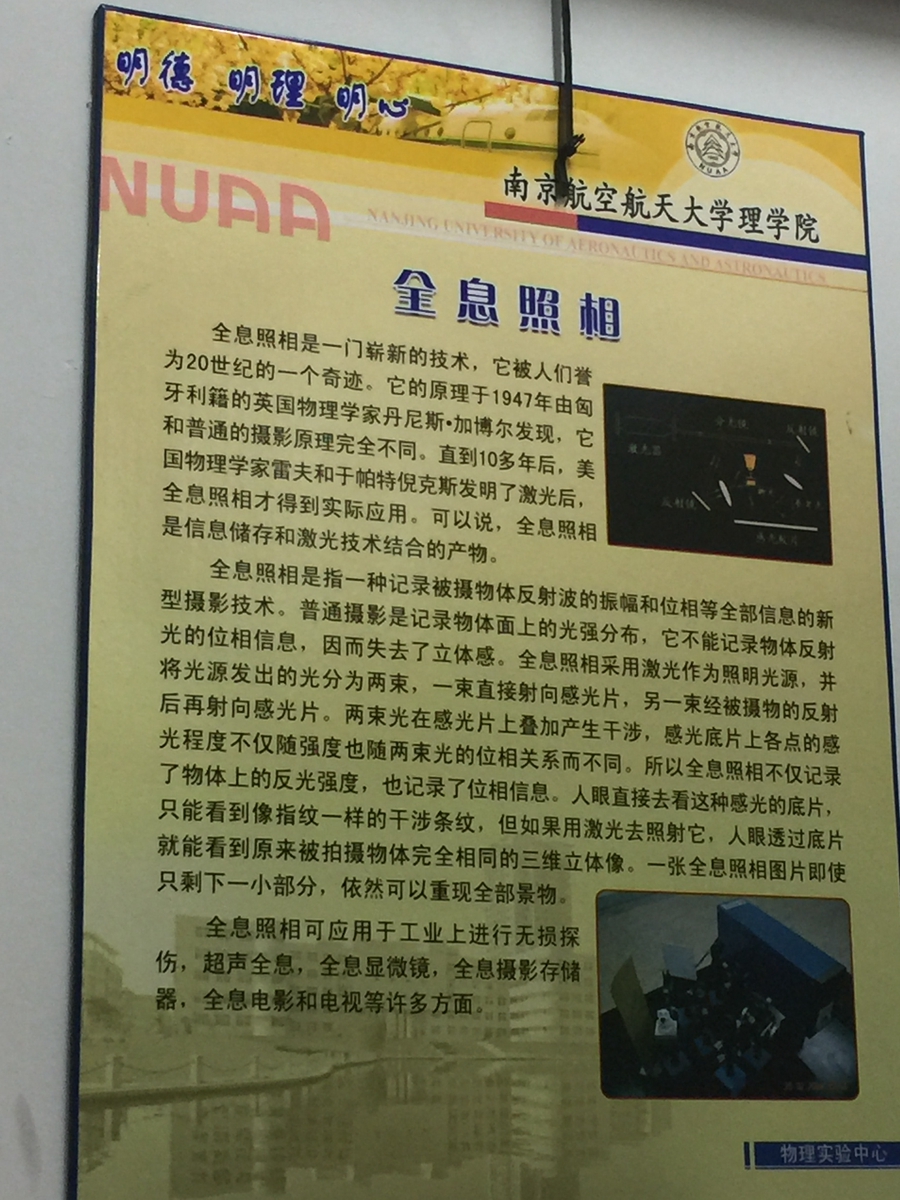 明德 明理 明心
NUAA
南京航空航天大学理学院
NANJING UNIVERSITY OF AERONAUTICS AND ASTRONAUTICS
全息照相
全息照相是一门崭新的技术，它被人们誉
为20世纪的一个奇迹。它的原理于1947年由匈
牙利籍的英国物理学家丹尼斯•加博尔发现，它
和普通的摄影原理完全不同。直到10多年后，美
国物理学家雷夫和于帕特倪克斯发明了激光后，
全息照相才得到实际应用。可以说，全息照相
是信息储存和激光技术结合的产物。
分光镜
反射镜
激光器
反射镜
感光胶片
全息照相是指一种记录被摄物体反射波的振幅和位相等全部信息的新
型摄影技术。普通摄影是记录物体面上的光强分布，它不能记录物体反射
光的位相信息，因而失去了立体感。全息照相采用激光作为照明光源，并
将光源发出的光分为两束，一束直接射向感光片，另一束经被摄物的反射
后再射向感光片。两束光在感光片上叠加产生干涉，感光底片上各点的感
光程度不仅随强度也随两束光的位相关系而不同。所以全息照相不仅记录
了物体上的反光强度，也记录了位相信息。人眼直接去看这种感光的底片，
只能看到像指纹一样的干涉条纹，但如果用激光去照射它，人眼透过底片
就能看到原来被拍摄物体完全相同的三维立体像。一张全息照相图片即使
只剩下一小部分，依然可以重现全部景物。
全息照相可应用于工业上进行无损探
伤，超声全息，全息显微镜，全息摄影存储
器，全息电影和电视等许多方面。
物理实验中心